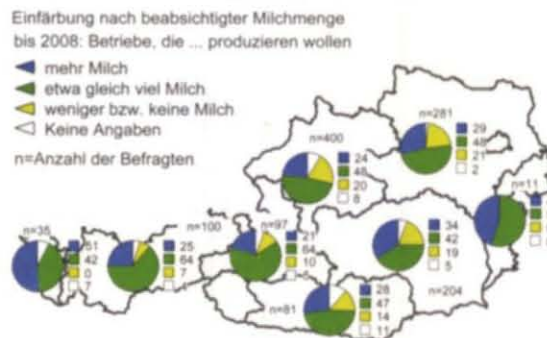 Einfärbung nach beabsichtigter Milchmenge
bis 2008: Betriebe, die ... produzieren wollen
mehr Milch
etwa gleich viel Milch
weniger bzw. keine Milch
Keine Angaben
n=Anzahl der Befragten
n=281
29
48
21
2
n=400
24
48
20
8
n=11
n=35
51
42
0
7
n=100
25
64
7
n=97
21
64
10
34
42
19
5
n=204
n=81
28
47
14
11